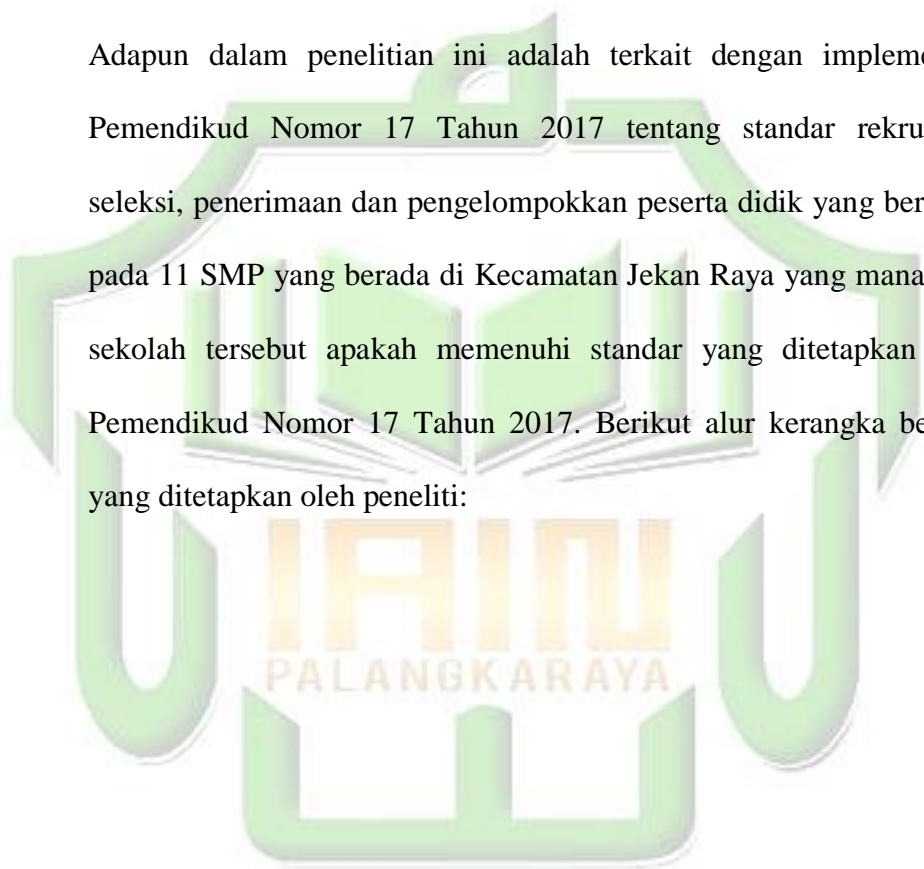 Adapun dalam penelitian ini adalah terkait dengan impleme
Pemendikud Nomor 17 Tahun 2017 tentang standar rekru
seleksi, penerimaan dan pengelompokkan peserta didik yang ber
pada 11 SMP yang berada di Kecamatan Jekan Raya yang mana
sekolah tersebut apakah memenuhi standar yang ditetapkan
Pemendikud Nomor 17 Tahun 2017. Berikut alur kerangka be
yang ditetapkan oleh peneliti:
IAIN
PALANGKARAYA